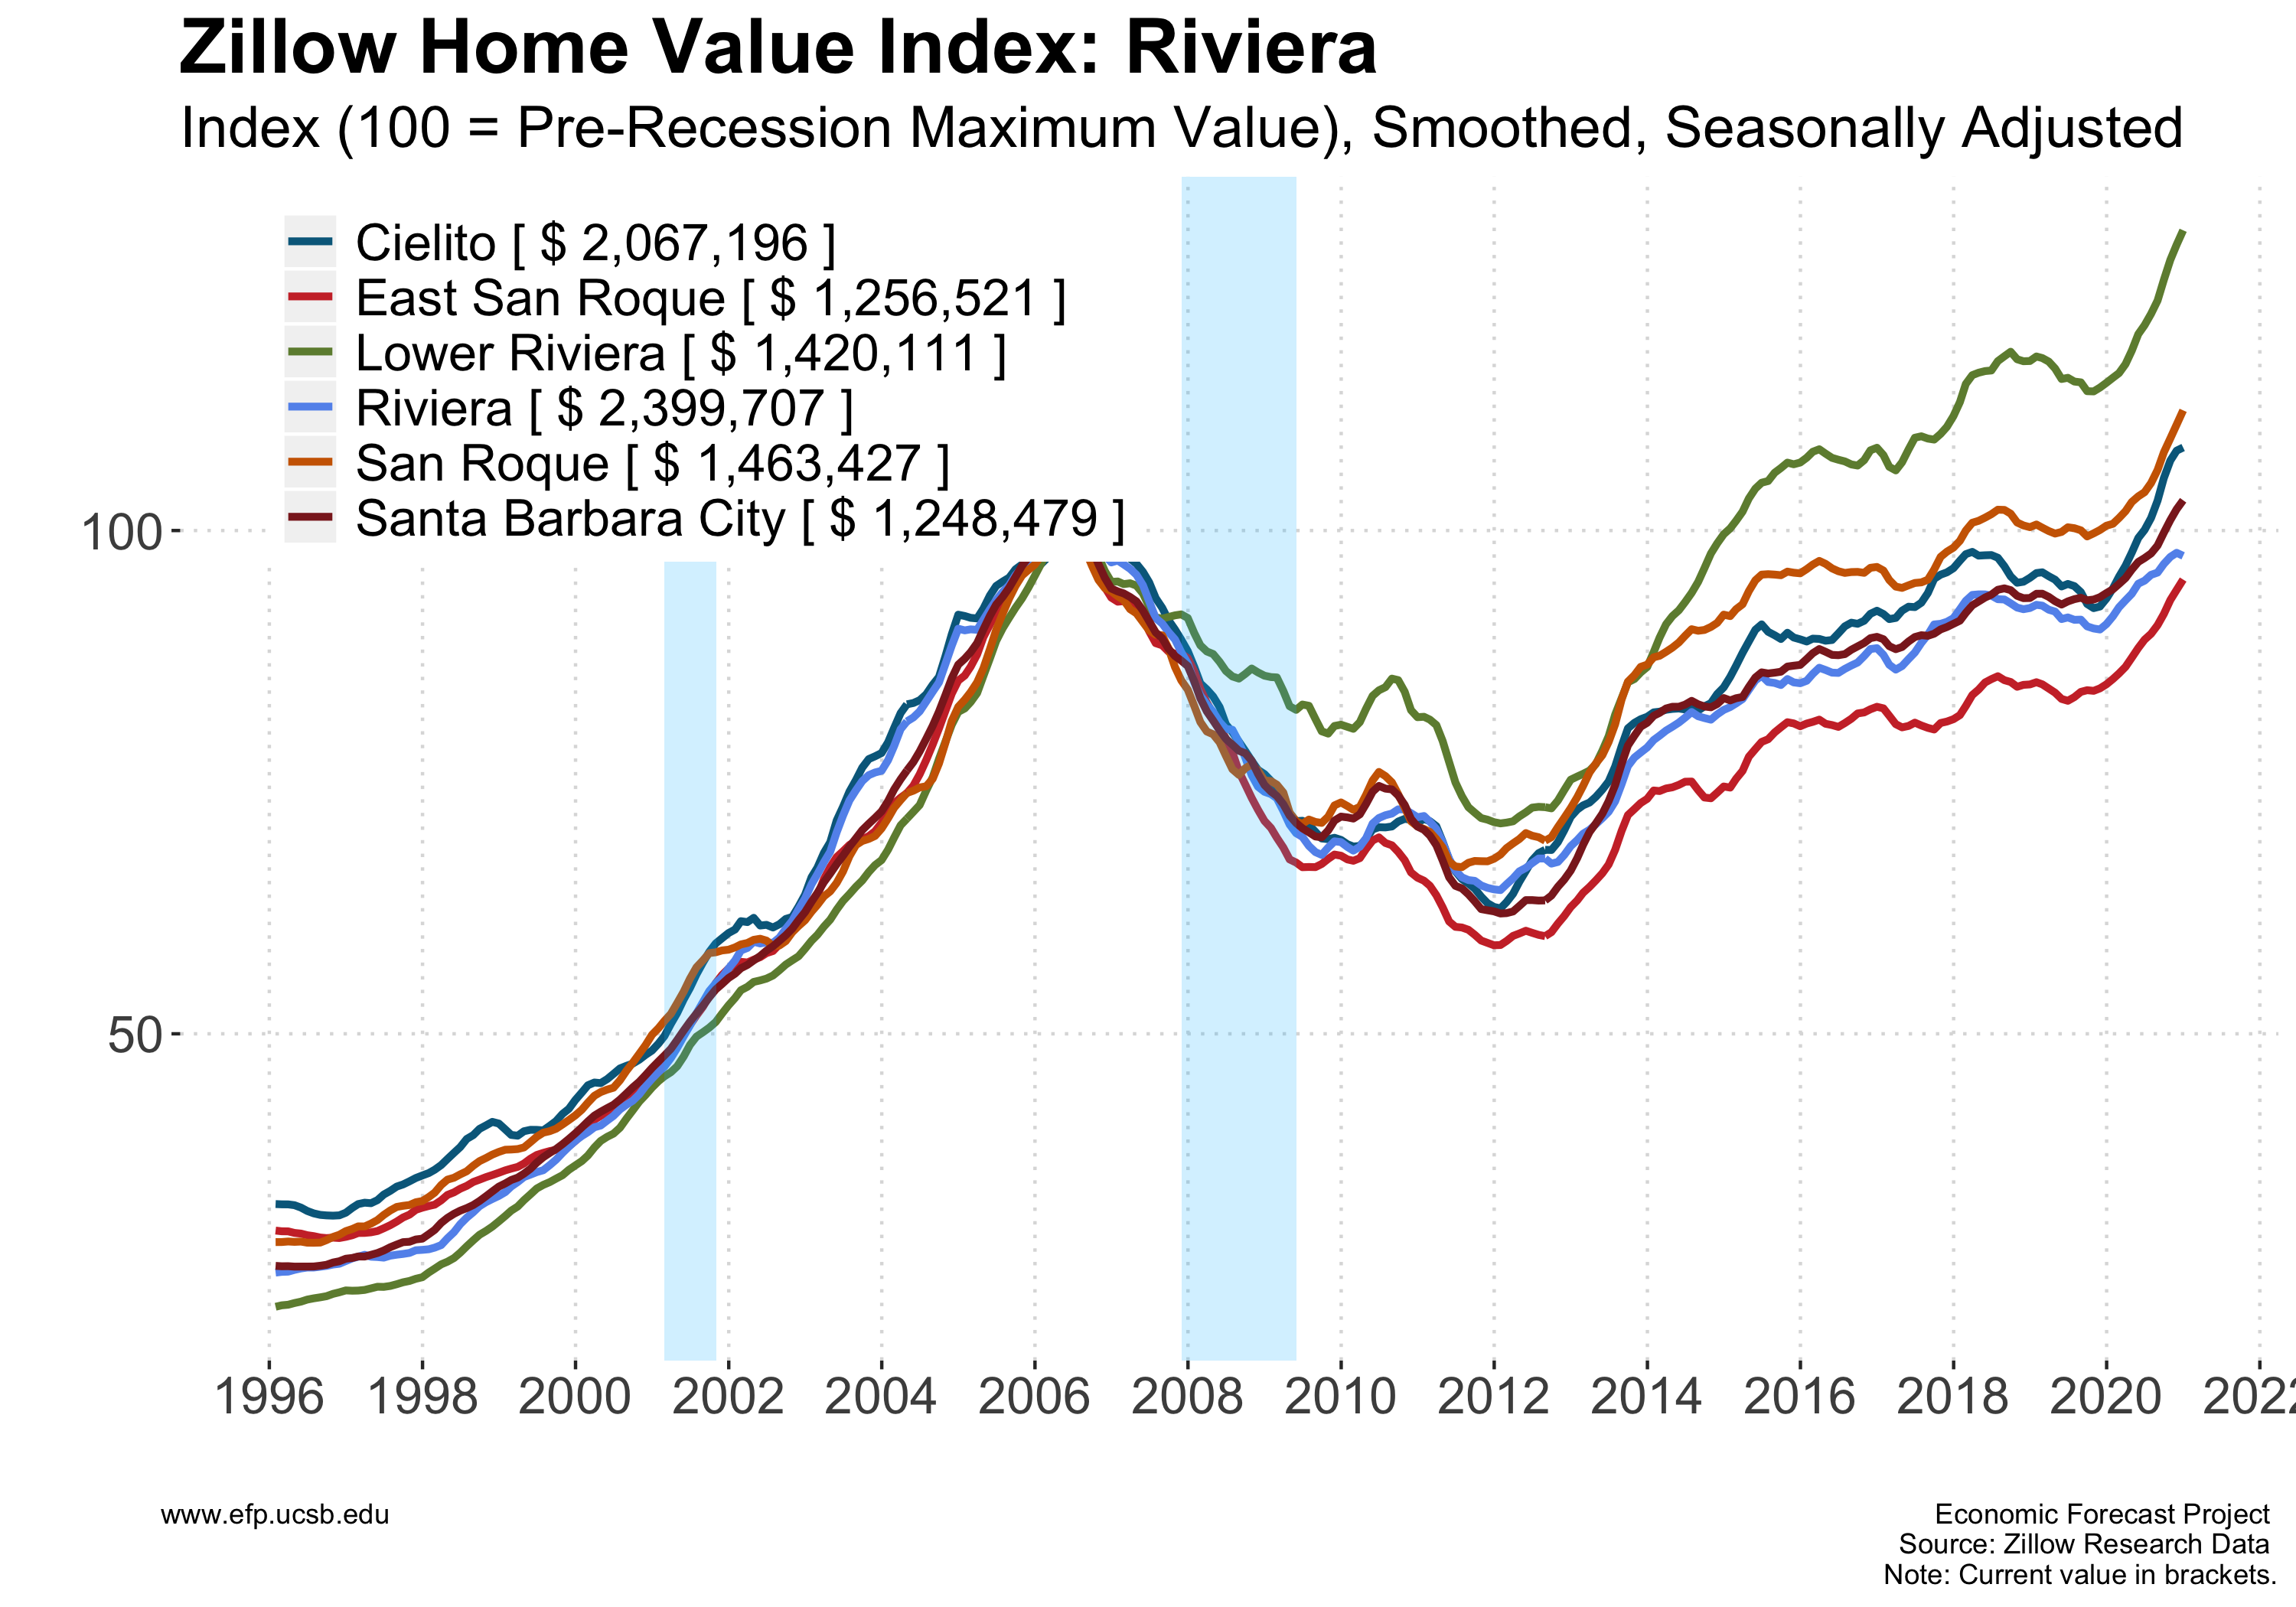 Zillow Home Value Index: Riviera
Index (100 = Pre-Recession Maximum Value), Smoothed, Seasonally Adjusted
Cielito [ $ 2,067,196 ]
East San Roque [ $ 1,256,521 ]
Lower Riviera [ $ 1,420,111 ]
Riviera [ $ 2,399,707 ]
San Roque [ $ 1,463,427 ]
Santa Barbara City [ $ 1,248,479 ]
100
50
1996 1998 2000 2002 2004 2006 2008 2010 2012 2014 2016 2018 2020 2022
www.efp.ucsb.edu
Economic Forecast Project
Source: Zillow Research Data
Note: Current value in brackets.